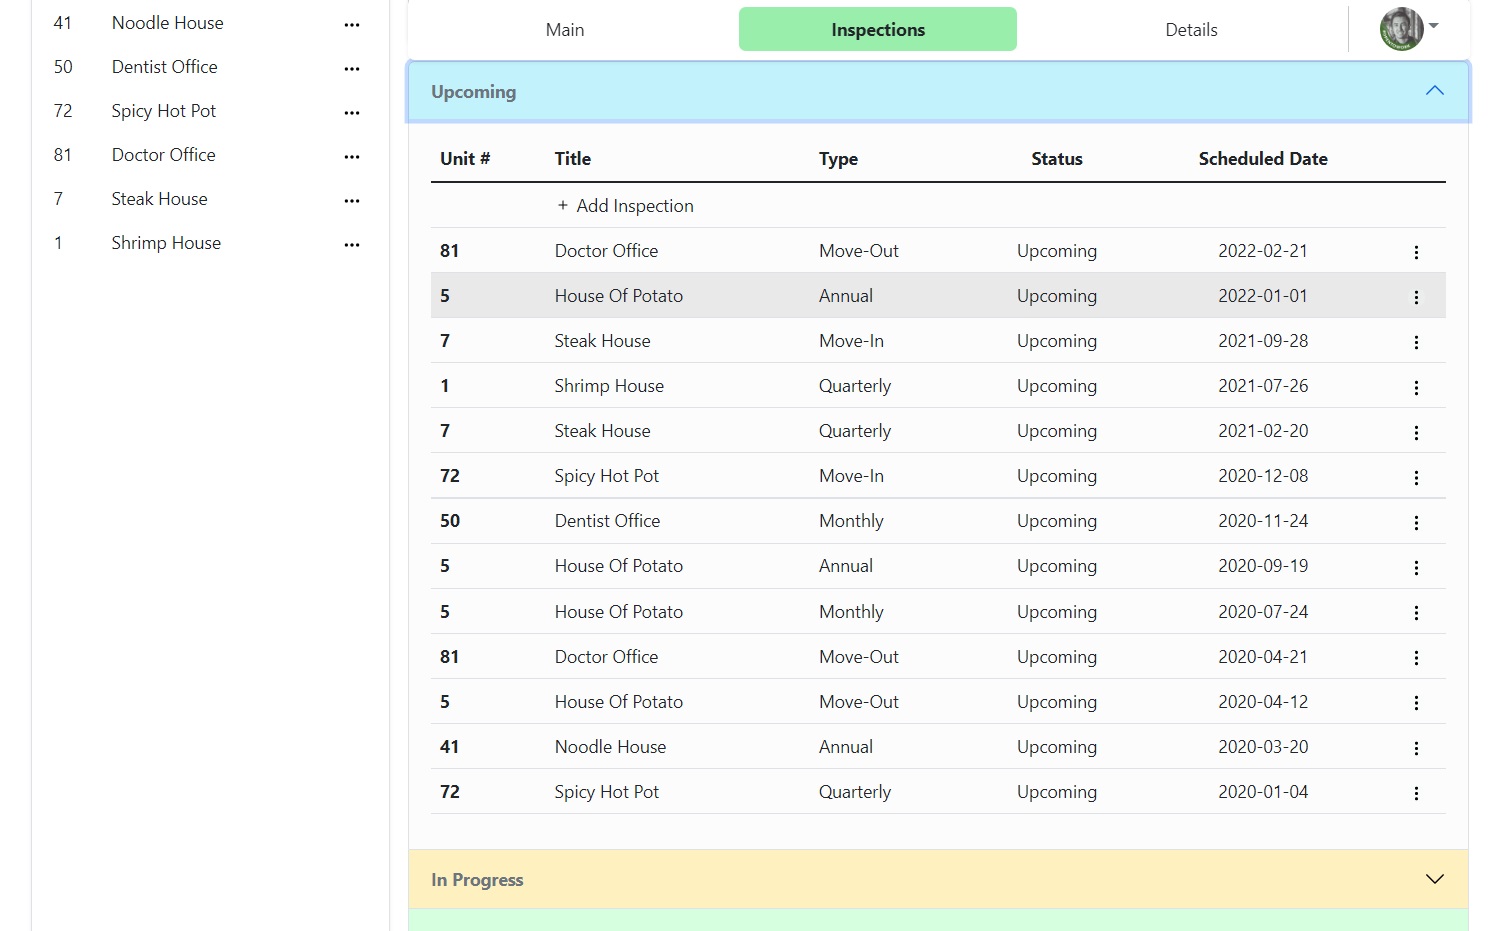 41 Noodle House ...
50 Dentist Office ...
72 Spicy Hot Pot ...
81 Doctor Office ...
7 Steak House ...
1 Shrimp House ...
Main Inspections Details
Upcoming
Unit # Title Type Status Scheduled Date
+ Add Inspection
81 Doctor Office Move-Out Upcoming 2022-02-21
5 House Of Potato Annual Upcoming 2022-01-01
7 Steak House Move-In Upcoming 2021-09-28
1 Shrimp House Quarterly Upcoming 2021-07-26
7 Steak House Quarterly Upcoming 2021-02-20
72 Spicy Hot Pot Move-In Upcoming 2020-12-08
50 Dentist Office Monthly Upcoming 2020-11-24
5 House Of Potato Annual Upcoming 2020-09-19
5 House Of Potato Monthly Upcoming 2020-07-24
81 Doctor Office Move-Out Upcoming 2020-04-21
5 House Of Potato Move-Out Upcoming 2020-04-12
41 Noodle House Annual Upcoming 2020-03-20
72 Spicy Hot Pot Quarterly Upcoming 2020-01-04
In Progress